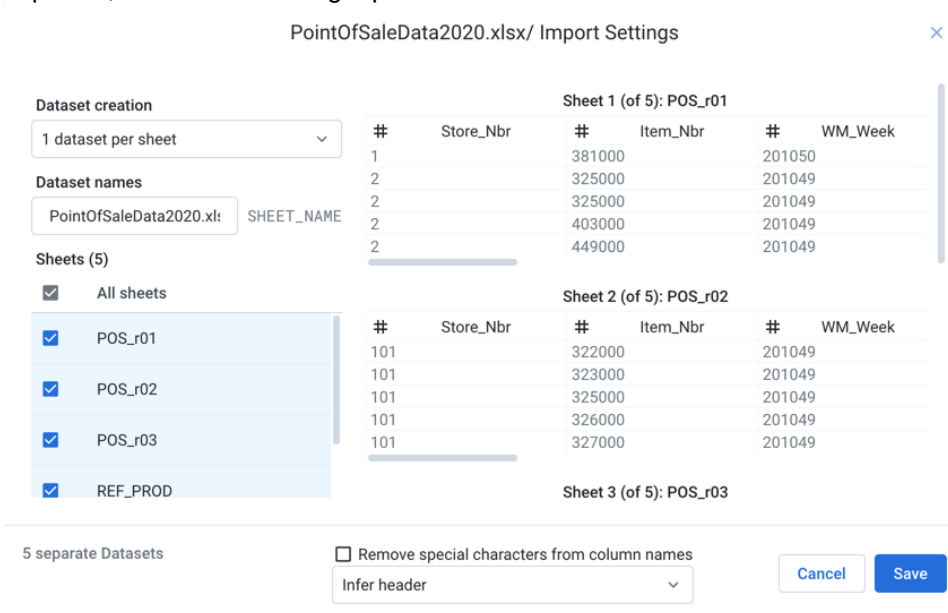 PointOfSaleData2020.xlsx/ Import Settings
Dataset creation
1 dataset per sheet
Dataset names
PointOfSaleData2020.xl SHEET_NAME
Sheets (5)
All sheets
POS_r01
POS_r02
POS_r03
REF_PROD
Sheet 1 (of 5): POS_r01
# Store_Nbr # Item_Nbr # WM_Week
1 381000 201050
2 325000 201049
2 325000 201049
2 403000 201049
2 449000 201049
Sheet 2 (of 5): POS_r02
# Store_Nbr # Item_Nbr # WM_Week
101 322000 201049
101 323000 201049
101 325000 201049
101 326000 201049
101 327000 201049
Sheet 3 (of 5): POS_r03
5 separate Datasets
Remove special characters from column names
Infer header
Cancel Save